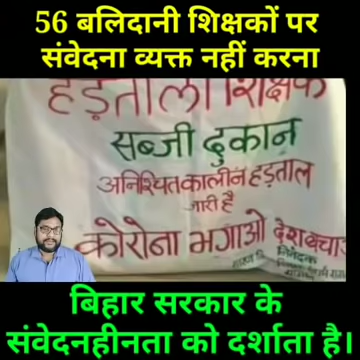 56 बलिदानी शिक्षकों पर
संवेदना व्यक्त नहीं करना
हड़ताली शिक्षक
सब्जी दुकान
अनिश्चितकालीन हड़ताल
जारी है
कोरोना भगाओ देश बचाओ
निवेदक
बिहार सरकार के
संवेदनहीनता को दर्शाता है।